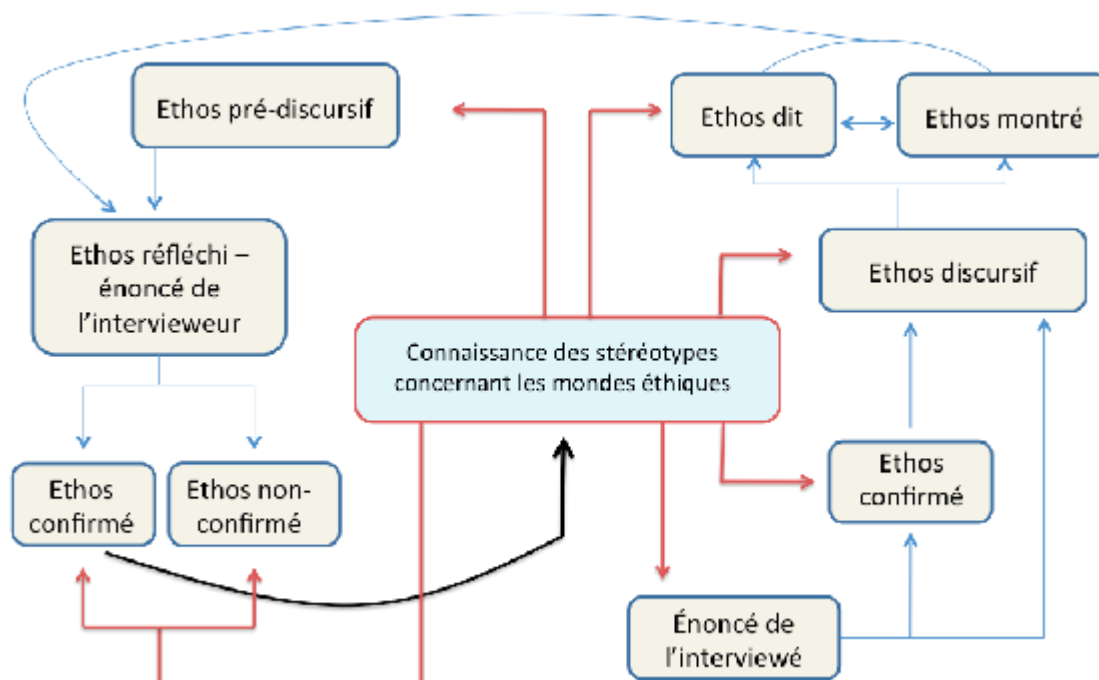 Ethos pré-discursif
Ethos dit
Ethos montré
Ethos réfléchi –
énoncé de
l'intervieweur
Ethos discursif
Connaissance des stéréotypes
concernant les mondes éthiques
Ethos
confirmé
Ethos non-
confirmé
Ethos
confirmé
Énoncé de
l'interviewé